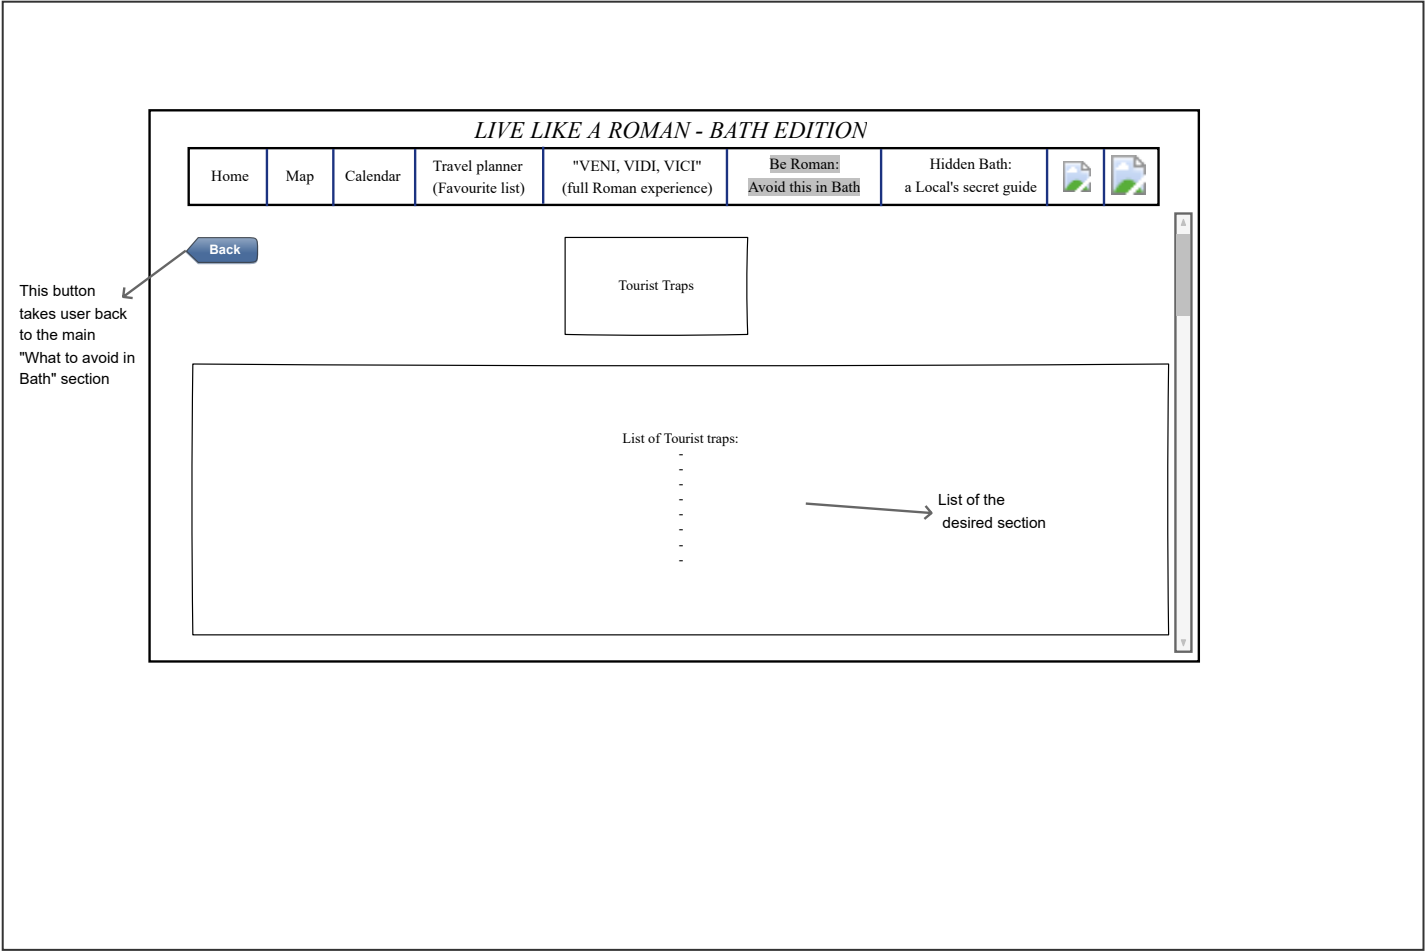 LIVE LIKE A ROMAN - BATH EDITION
Home
Map
Calendar
Travel planner
(Favourite list)
"VENI, VIDI, VICI"
(full Roman experience)
Be Roman:
Avoid this in Bath
Hidden Bath:
a Local's secret guide
Back
This button
takes user back
to the main
"What to avoid in
Bath" section
Tourist Traps
List of Tourist traps:
-
-
-
-
-
-
-
-
List of the
desired section